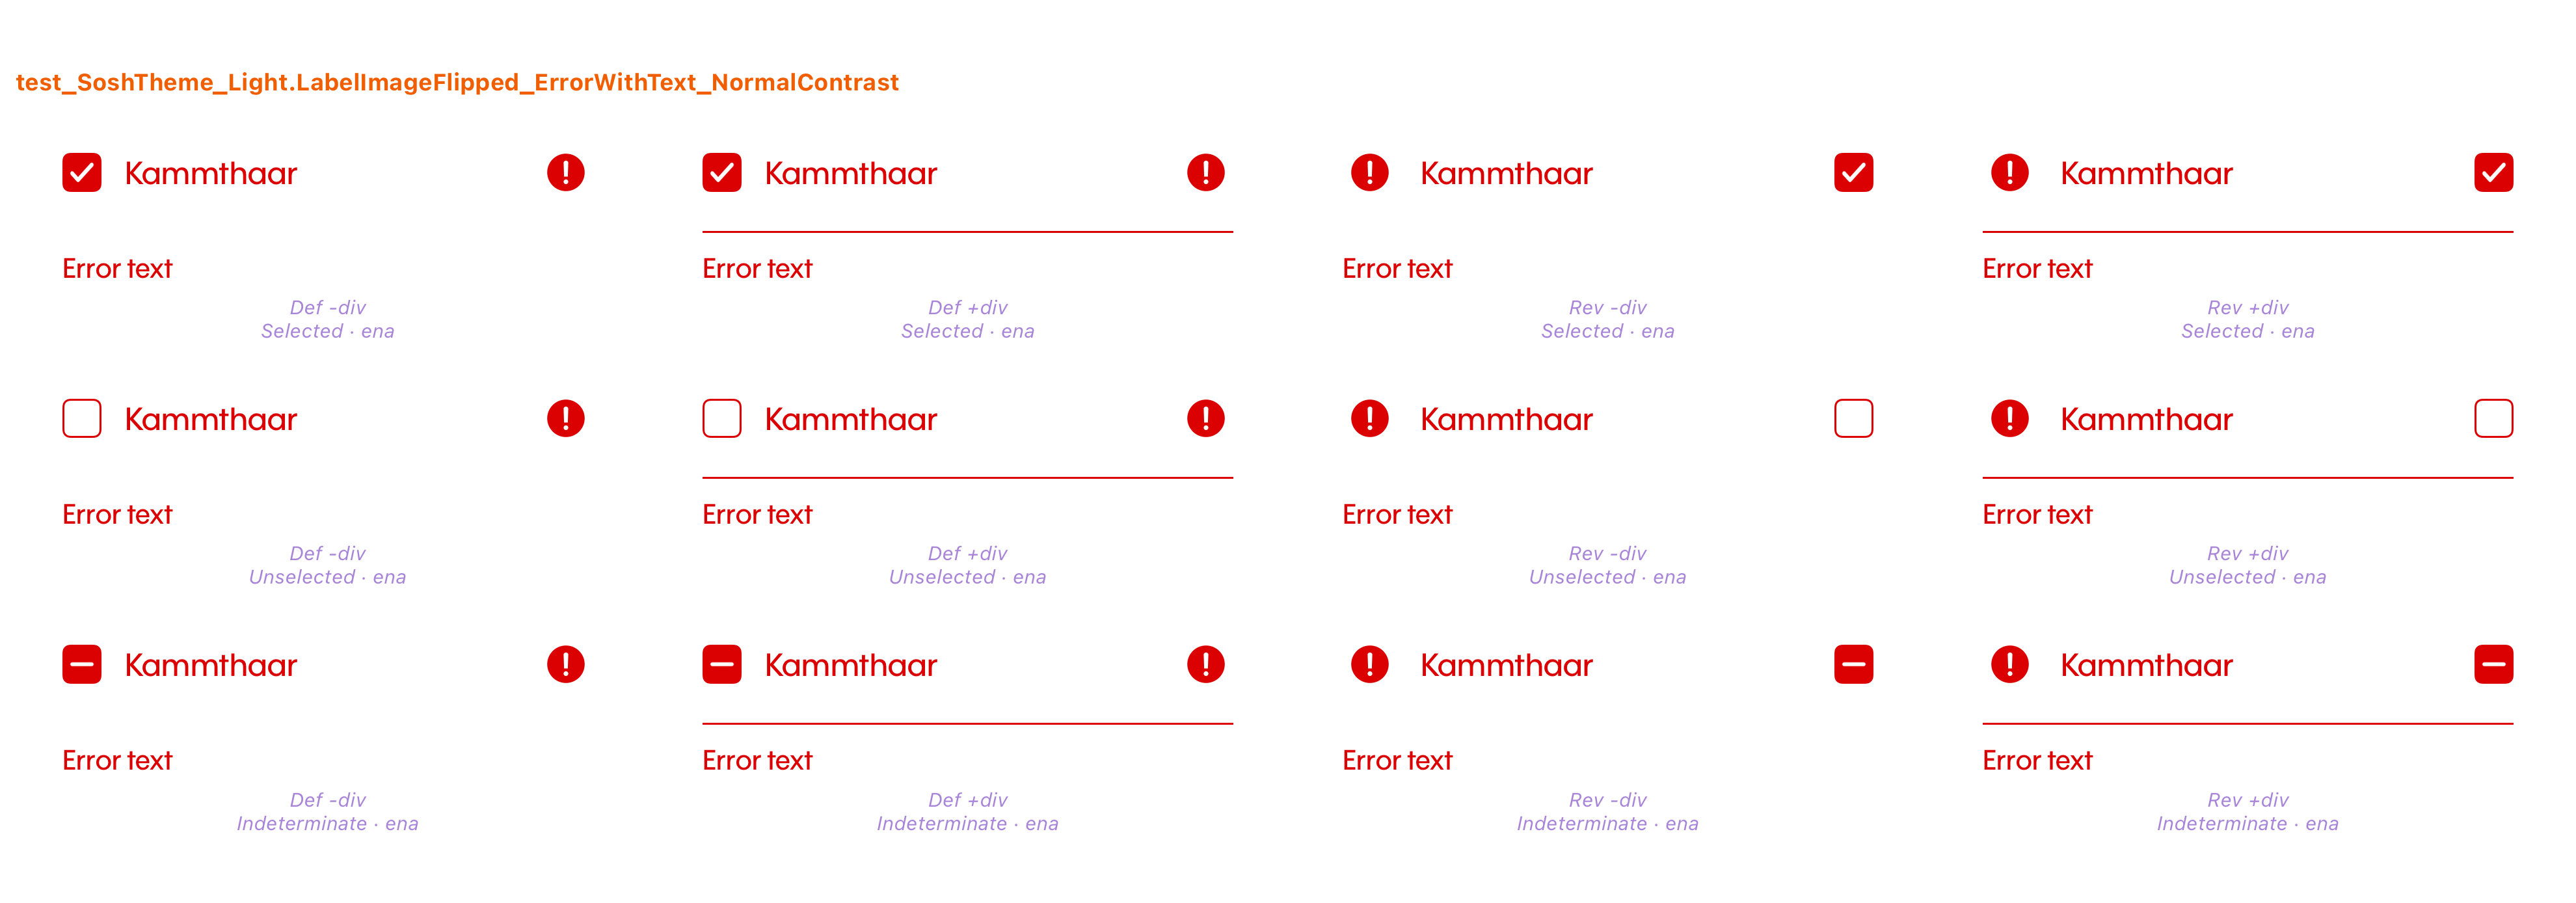 test_SoshTheme_Light.LabelImageFlipped_ErrorWithText_NormalContrast
Kammthaar
Kammthaar
Kammthaar
Kammthaar
Error text
Error text
Error text
Error text
Def -div
Def +div
Rev -div
Rev +div
Selected · ena
Selected · ena
Selected · ena
Selected · ena
Kammthaar
Kammthaar
Kammthaar
Kammthaar
Error text
Error text
Error text
Error text
Def -div
Def +div
Rev -div
Rev +div
Unselected · ena
Unselected · ena
Unselected · ena
Unselected · ena
Kammthaar
Kammthaar
Kammthaar
Kammthaar
Error text
Error text
Error text
Error text
Def -div
Def +div
Rev -div
Rev +div
Indeterminate · ena
Indeterminate · ena
Indeterminate · ena
Indeterminate · ena